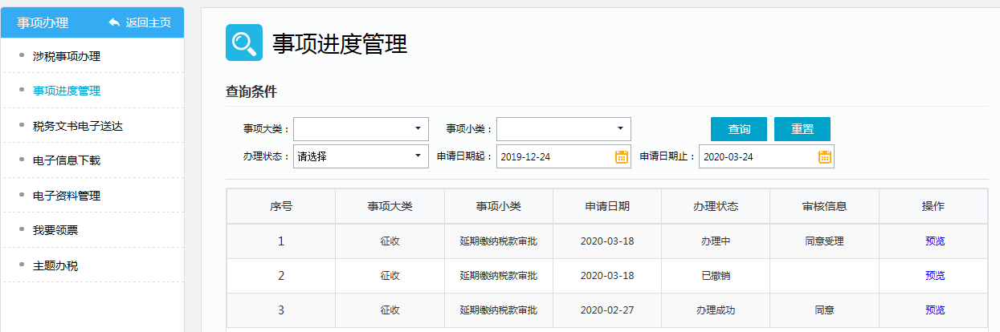 事项办理 返回主页
涉税事项办理
事项进度管理
税务文书电子送达
电子信息下载
电子资料管理
我要领票
主题办税
事项进度管理
查询条件
事项大类： 事项小类： 查询 重置
办理状态： 请选择 申请日期起： 2019-12-24 申请日期止： 2020-03-24
序号 事项大类 事项小类 申请日期 办理状态 审核信息 操作
1 征收 延期缴纳税款审批 2020-03-18 办理中 同意受理 预览
2 征收 延期缴纳税款审批 2020-03-18 已撤销 预览
3 征收 延期缴纳税款审批 2020-02-27 办理成功 同意 预览